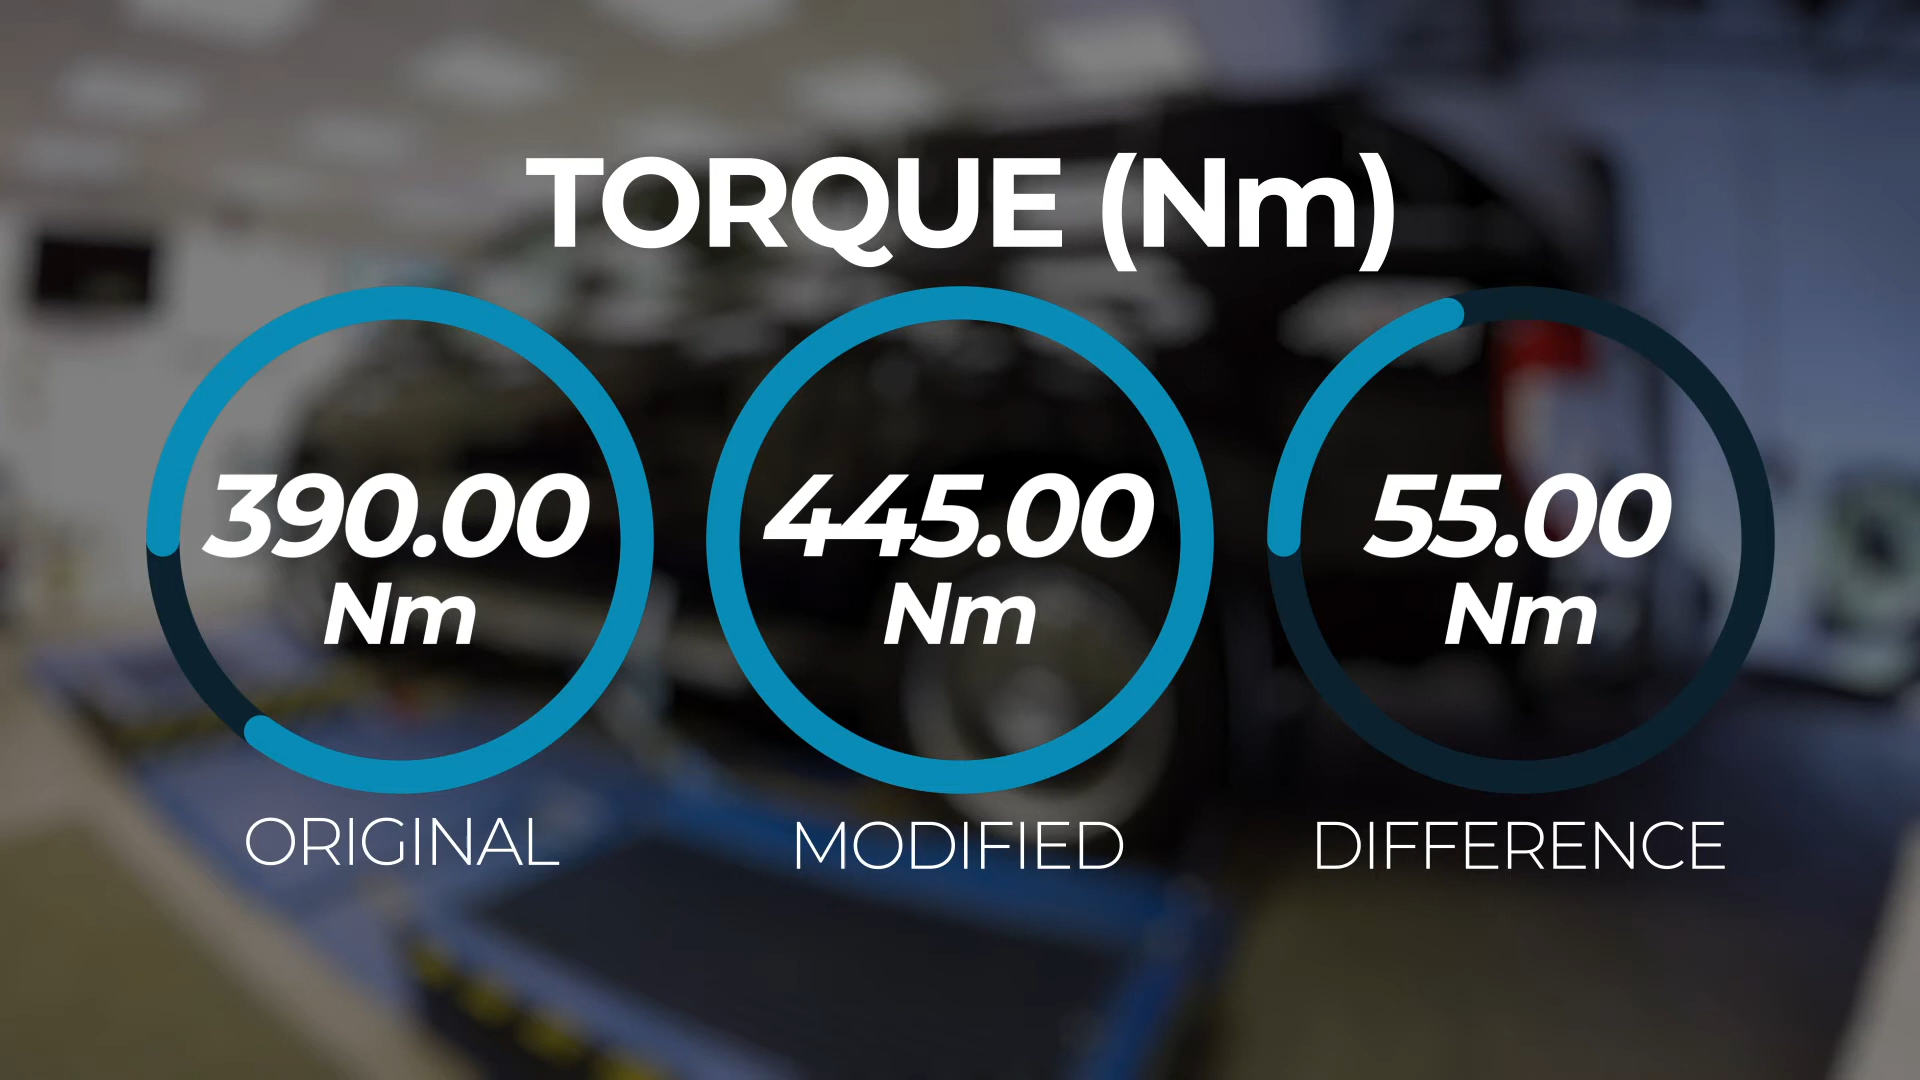 TORQUE (Nm)
390.00
Nm
445.00
Nm
55.00
Nm
ORIGINAL
MODIFIED
DIFFERENCE